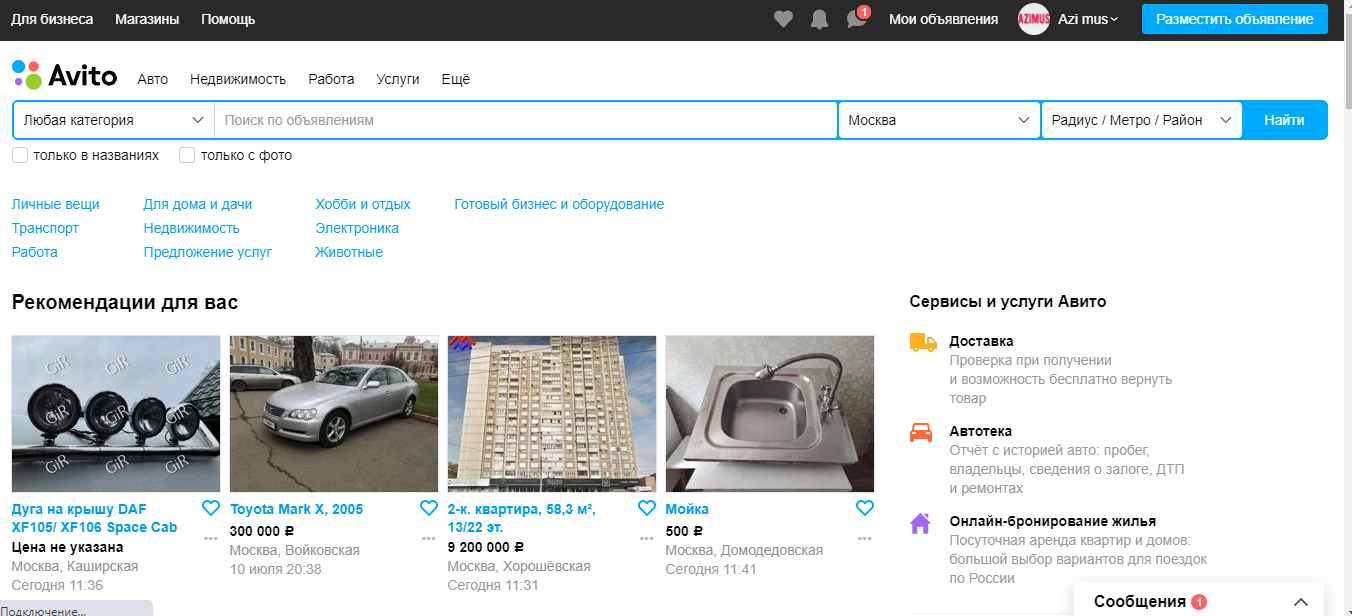 Для бизнеса Магазины Помощь 1 Мои объявления AZIMUS Azi mus Разместить объявление
Avito Авто Недвижимость Работа Услуги Ещё
Любая категория Поиск по объявлениям Москва Радиус / Метро / Район Найти
только в названиях только с фото
Личные вещи Для дома и дачи Хобби и отдых Готовый бизнес и оборудование
Транспорт Недвижимость Электроника
Работа Предложение услуг Животные
Рекомендации для вас
GiR GiR GiR
GiR GiR GiR
GiR GiR GiR
Дуга на крышу DAF
XF105/ XF106 Space Cab
Цена не указана
Москва, Каширская
Сегодня 11:36
Toyota Mark X, 2005
300 000 ₽
Москва, Войковская
10 июля 20:38
2-к. квартира, 58,3 м²,
13/22 эт.
9 200 000 ₽
Москва, Хорошёвская
Сегодня 11:31
Мойка
500 ₽
Москва, Домодедовская
Сегодня 11:41
Сервисы и услуги Авито
Доставка
Проверка при получении
и возможность бесплатно вернуть
товар
Автотека
Отчёт с историей авто: пробег,
владельцы, сведения о залоге, ДТП
и ремонтах
Онлайн-бронирование жилья
Посуточная аренда квартир и домов:
большой выбор вариантов для поездок
по России
Сообщения 1
Подключение...